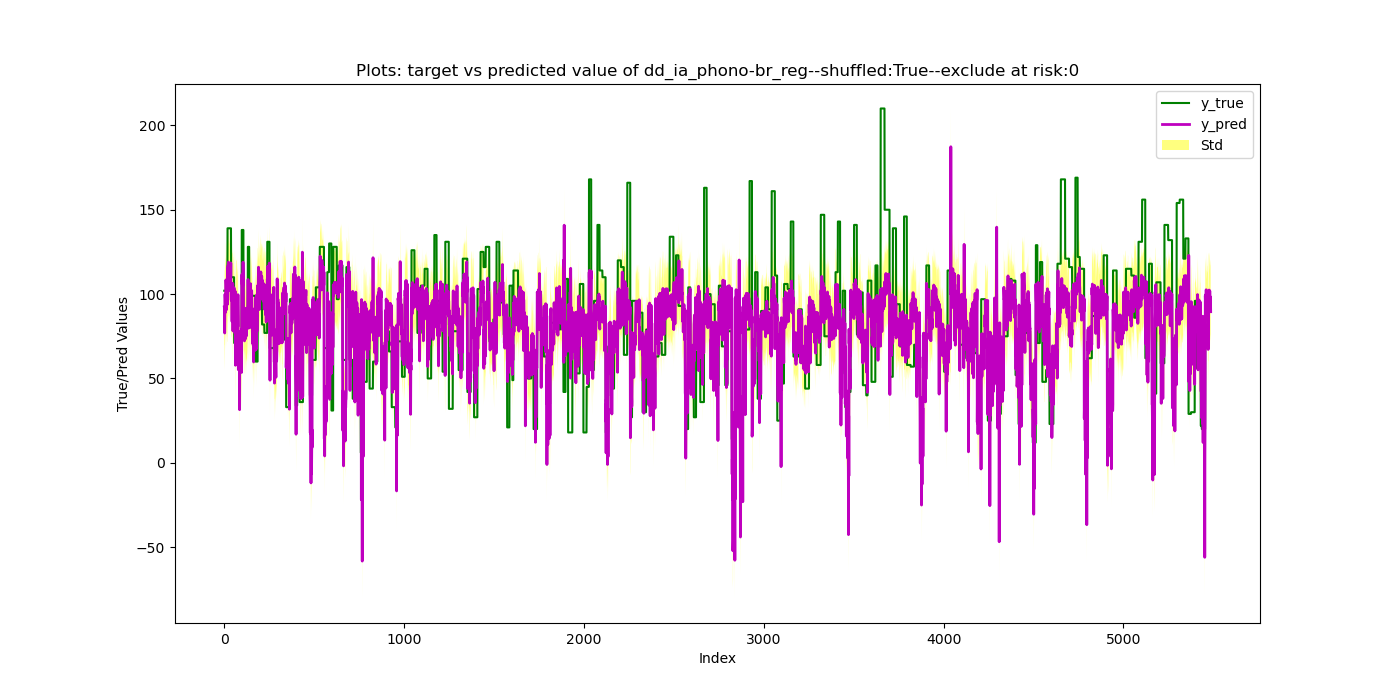 Plots: target vs predicted value of dd_ia_phono-br_reg--shuffled:True--exclude at risk:0
y_true
y_pred
Std
True/Pred Values
200
150
100
50
0
−50
0 1000 2000 3000 4000 5000
Index